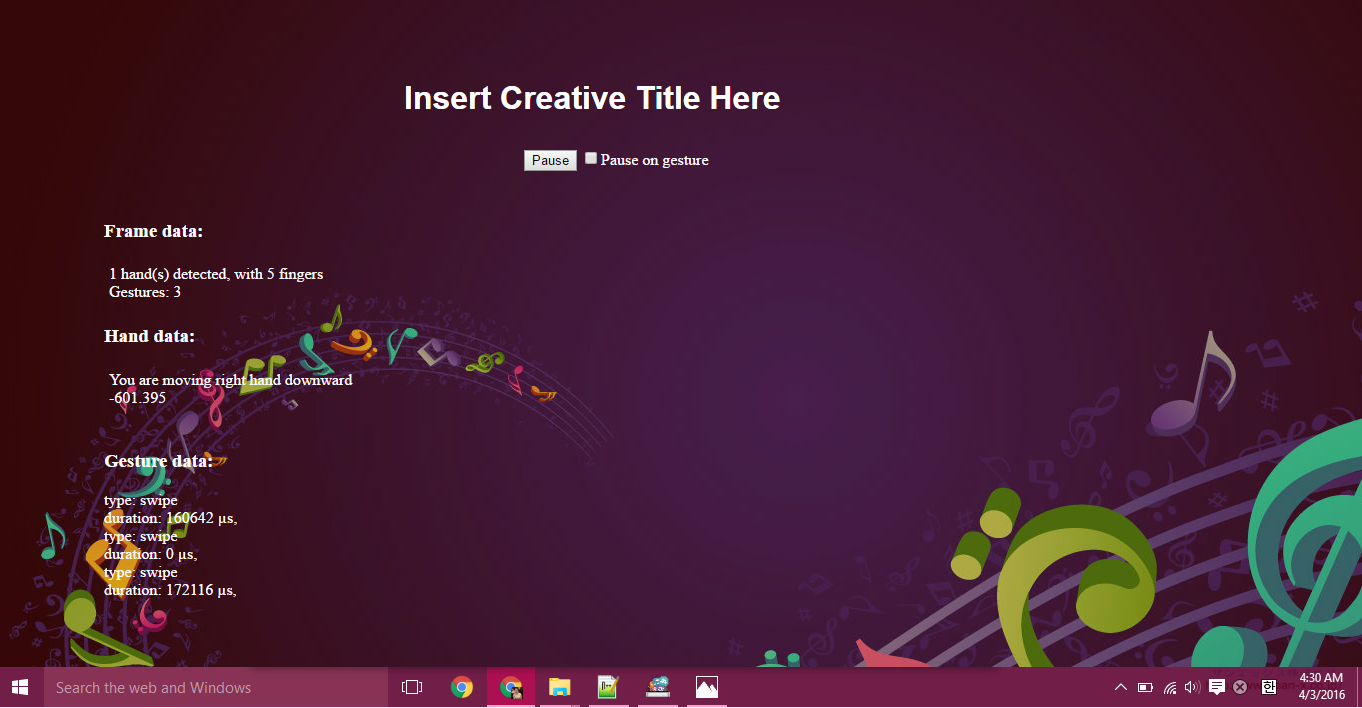 Insert Creative Title Here
Pause Pause on gesture
Frame data:
1 hand(s) detected, with 5 fingers
Gestures: 3
Hand data:
You are moving right hand downward
-601.395
Gesture data:
type: swipe
duration: 160642 µs,
type: swipe
duration: 0 µs,
type: swipe
duration: 172116 µs,
Search the web and Windows
한
4:30 AM
4/3/2016